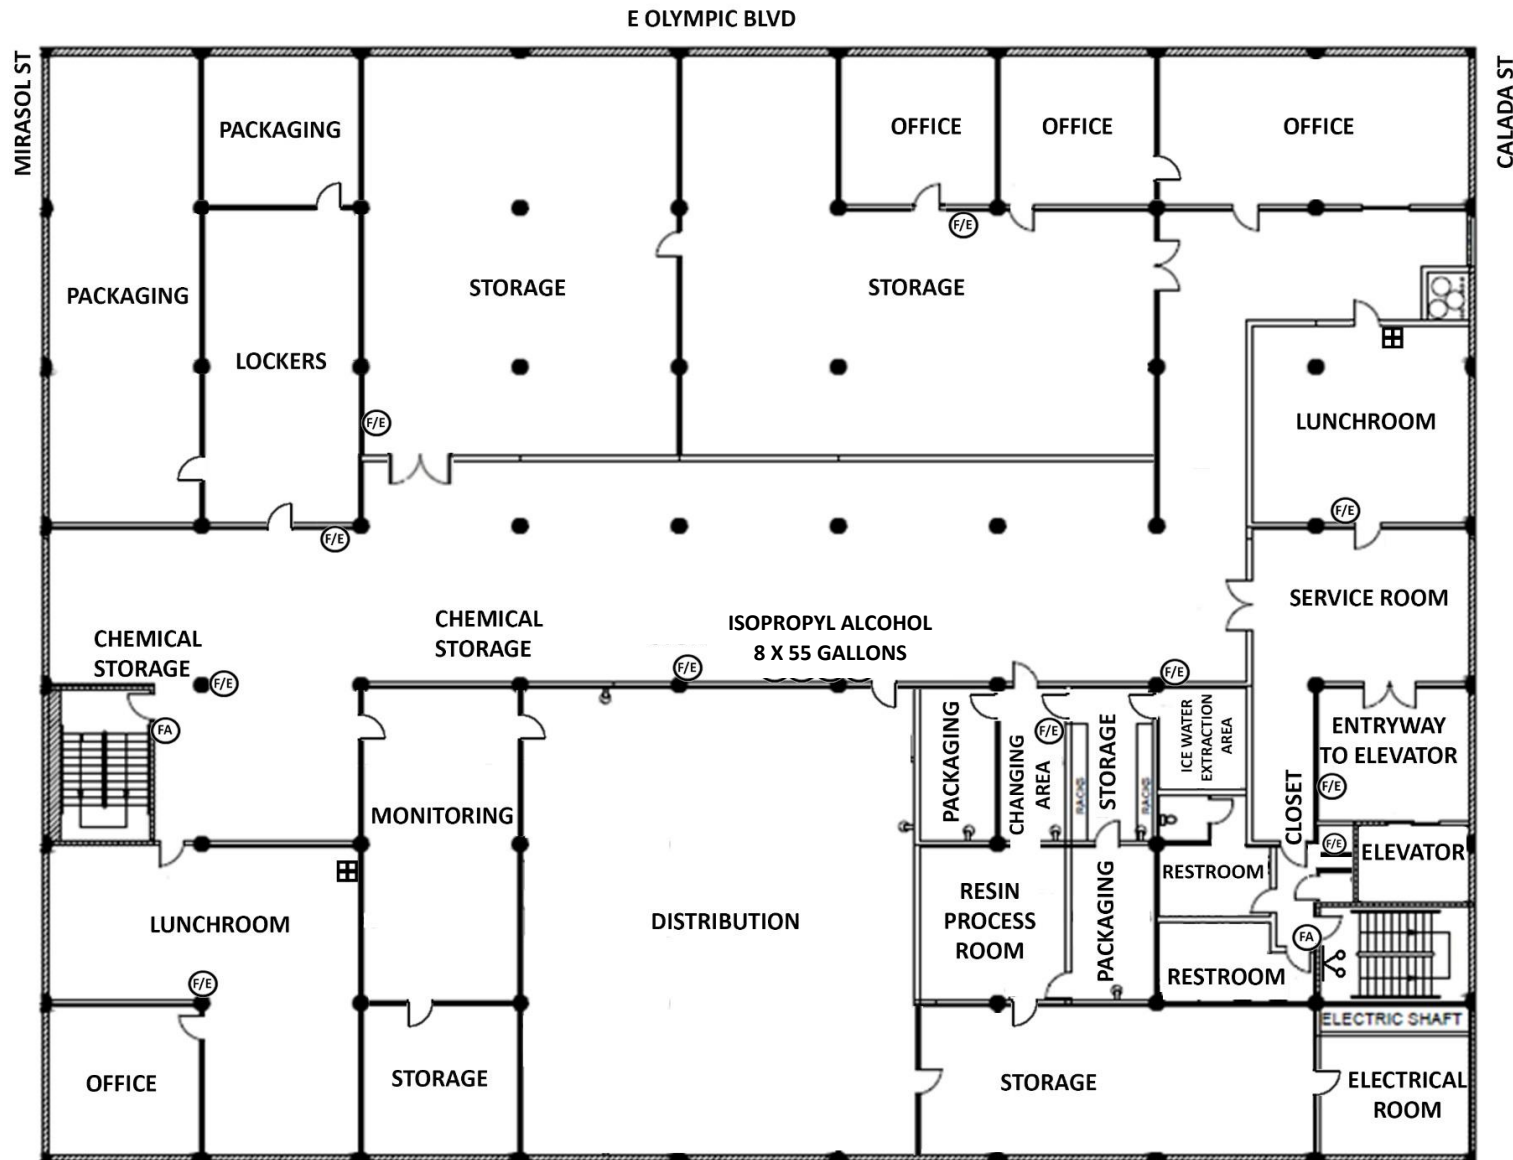 E OLYMPIC BLVD
MIRASOL ST
CALADA ST
PACKAGING
OFFICE
OFFICE
OFFICE
F/E
PACKAGING
STORAGE
STORAGE
LOCKERS
F/E
LUNCHROOM
F/E
F/E
SERVICE ROOM
CHEMICAL
STORAGE
CHEMICAL
STORAGE
ISOPROPYL ALCOHOL
8 X 55 GALLONS
F/E
F/E
F/E
FA
F/E
PACKAGING
CHANGING
AREA
RACKS
STORAGE
RACKS
ICE WATER
EXTRACTION
AREA
ENTRYWAY
TO ELEVATOR
F/E
CLOSET
MONITORING
F/E
ELEVATOR
RESTROOM
LUNCHROOM
DISTRIBUTION
RESIN
PROCESS
ROOM
PACKAGING
FA
RESTROOM
F/E
ELECTRIC SHAFT
OFFICE
STORAGE
STORAGE
ELECTRICAL
ROOM